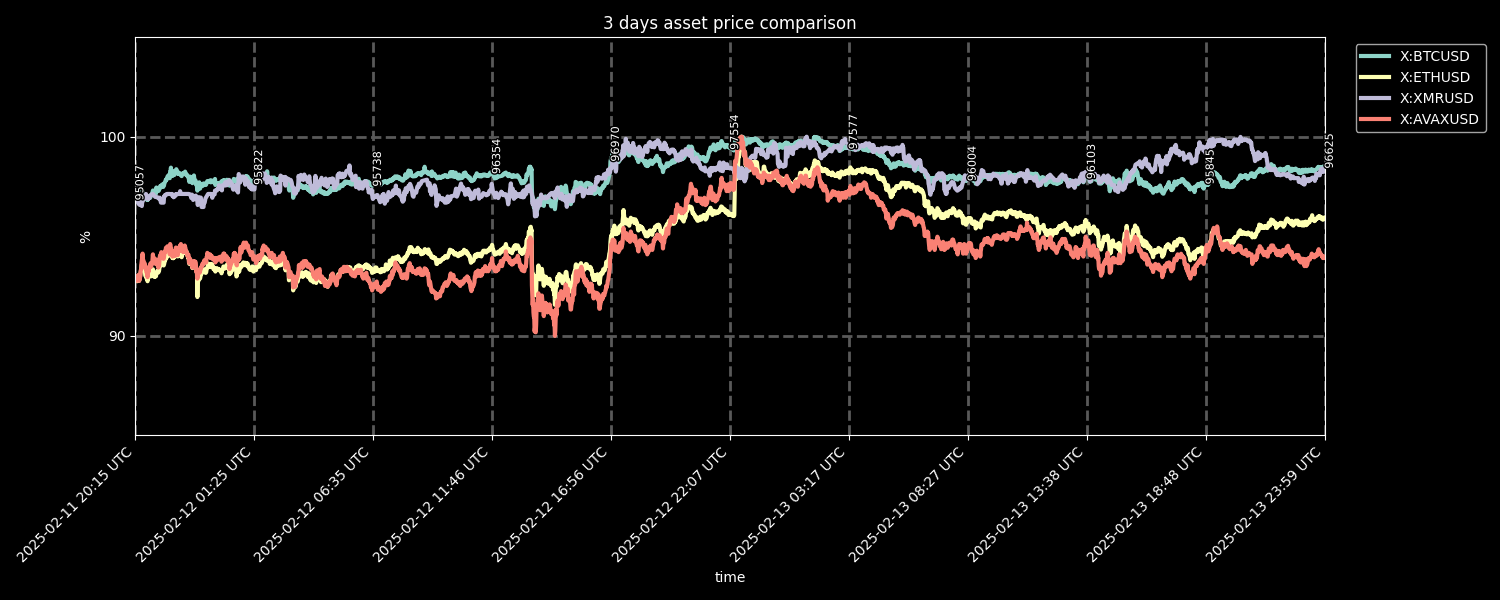 3 days asset price comparison
X:BTCUSD
X:ETHUSD
X:XMRUSD
X:AVAXUSD
100
90
%
95057
95822
95738
96354
96970
97554
97577
96004
96103
95845
96625
2025-02-11 20:15 UTC
2025-02-12 01:25 UTC
2025-02-12 06:35 UTC
2025-02-12 11:46 UTC
2025-02-12 16:56 UTC
2025-02-12 22:07 UTC
2025-02-13 03:17 UTC
2025-02-13 08:27 UTC
2025-02-13 13:38 UTC
2025-02-13 18:48 UTC
2025-02-13 23:59 UTC
time